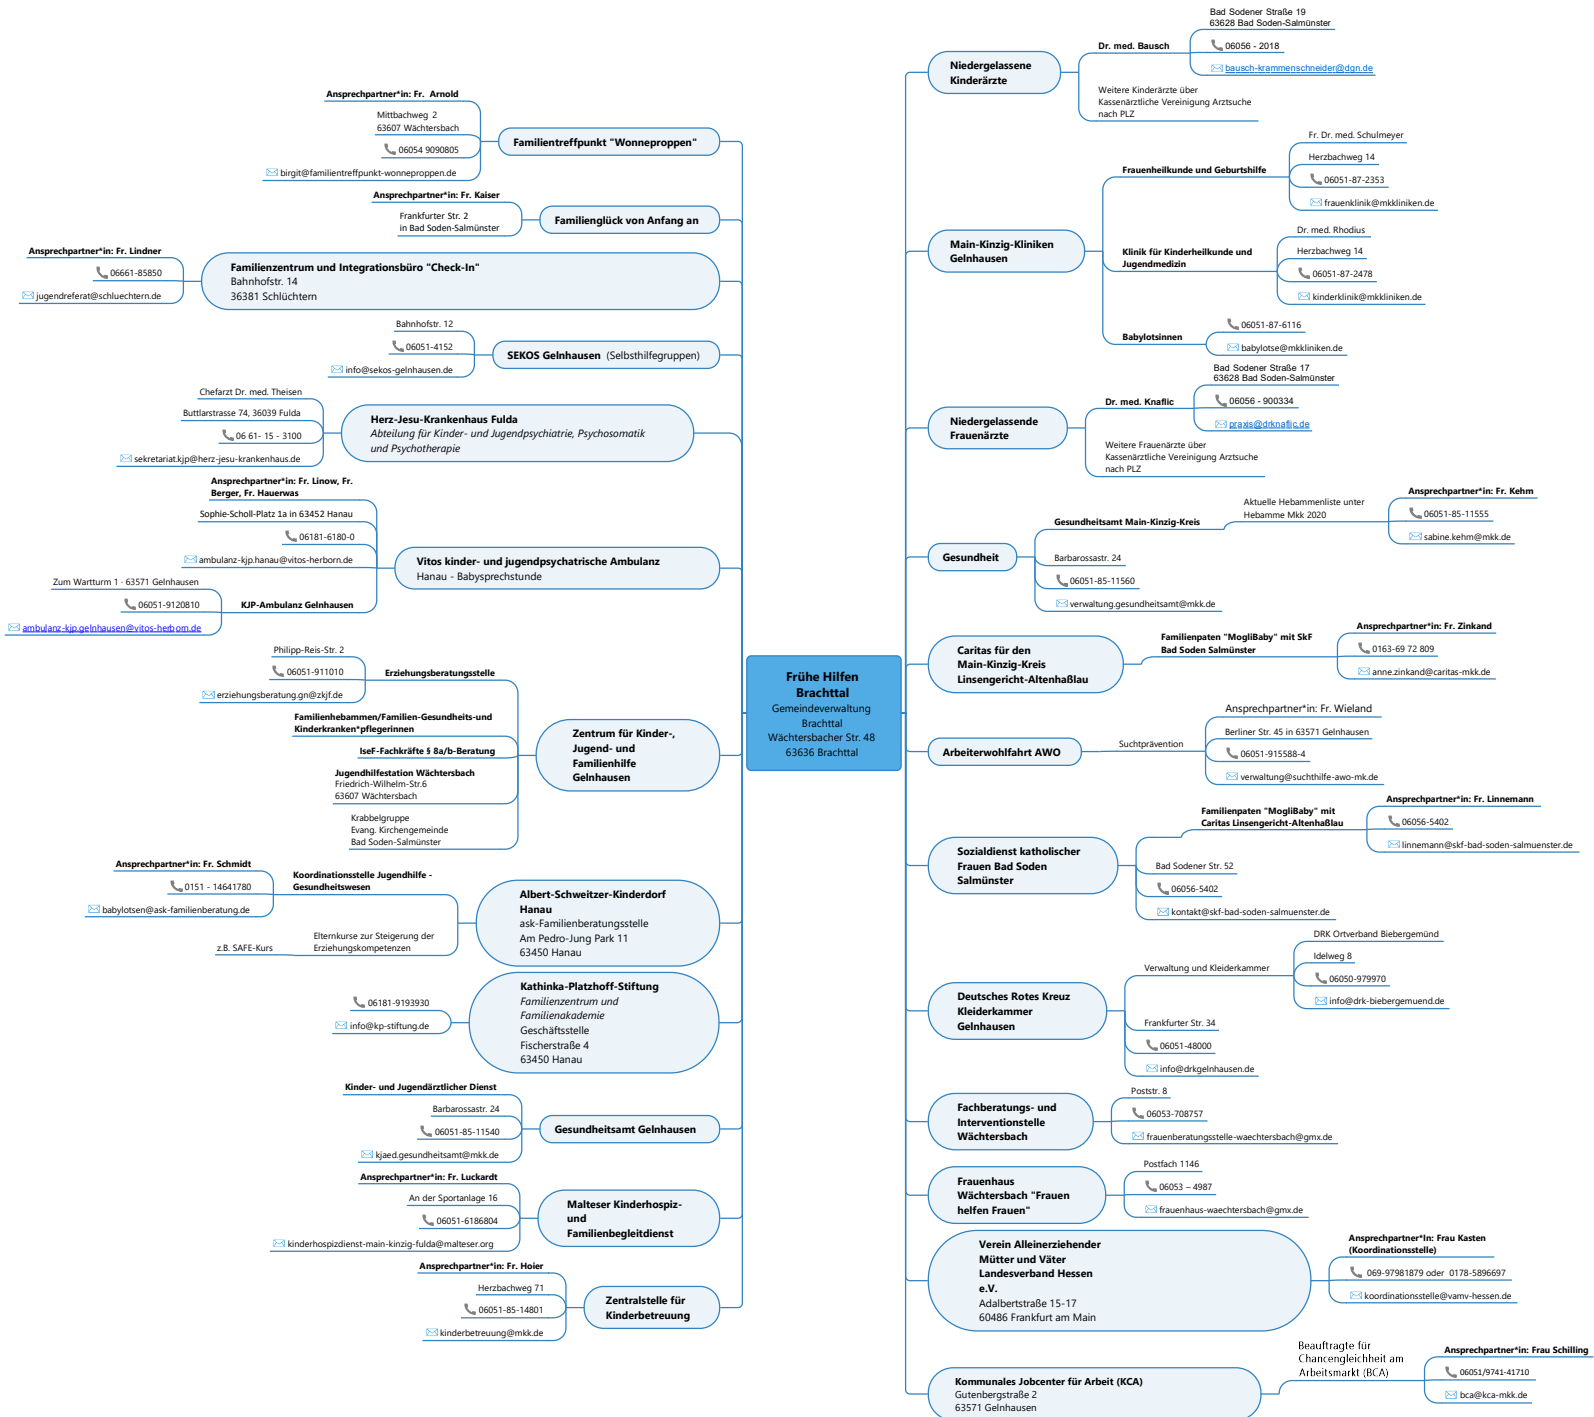 Frühe Hilfen
Brachttal
Gemeindeverwaltung
Brachttal
Wächtersbacher Str. 48
63636 Brachttal
Niedergelassene
Kinderärzte
Dr. med. Bausch
Bad Sodener Straße 19
63628 Bad Soden-Salmünster
06056 - 2018
bausch-krammenschneider@dgn.de
Weitere Kinderärzte über
Kassenärztliche Vereinigung Arztsuche
nach PLZ
Main-Kinzig-Kliniken
Gelnhausen
Frauenheilkunde und Geburtshilfe
Fr. Dr. med. Schulmeyer
Herzbachweg 14
06051-87-2353
frauenklinik@mkkliniken.de
Klinik für Kinderheilkunde und
Jugendmedizin
Dr. med. Rhodius
Herzbachweg 14
06051-87-2478
kinderklinik@mkkliniken.de
Babylotsinnen
06051-87-6116
babylotse@mkkliniken.de
Niedergelassende
Frauenärzte
Dr. med. Knaflic
Bad Sodener Straße 17
63628 Bad Soden-Salmünster
06056 - 900334
praxis@drknaflic.de
Weitere Frauenärzte über
Kassenärztliche Vereinigung Arztsuche
nach PLZ
Gesundheit
Gesundheitsamt Main-Kinzig-Kreis
Aktuelle Hebammenliste unter
Hebamme Mkk 2020
Ansprechpartner*in: Fr. Kehm
06051-85-11555
sabine.kehm@mkk.de
Barbarossastr. 24
06051-85-11560
verwaltung.gesundheitsamt@mkk.de
Caritas für den
Main-Kinzig-Kreis
Linsengericht-Altenhaßlau
Familienpaten "MogliBaby" mit SkF
Bad Soden Salmünster
Ansprechpartner*in: Fr. Zinkand
0163-69 72 809
anne.zinkand@caritas-mkk.de
Arbeiterwohlfahrt AWO
Suchtprävention
Ansprechpartner*in: Fr. Wieland
Berliner Str. 45 in 63571 Gelnhausen
06051-915588-4
verwaltung@suchthilfe-awo-mk.de
Sozialdienst katholischer
Frauen Bad Soden
Salmünster
Familienpaten "MogliBaby" mit
Caritas Linsengericht-Altenhaßlau
Ansprechpartner*in: Fr. Linnemann
06056-5402
linnemann@skf-bad-soden-salmuenster.de
Bad Sodener Str. 52
06056-5402
kontakt@skf-bad-soden-salmuenster.de
Deutsches Rotes Kreuz
Kleiderkammer
Gelnhausen
Verwaltung und Kleiderkammer
DRK Ortverband Biebergemünd
Idelweg 8
06050-979970
info@drk-biebergemuend.de
Frankfurter Str. 34
06051-48000
info@drkgelnhausen.de
Fachberatungs- und
Interventionstelle
Wächtersbach
Poststr. 8
06053-708757
frauenberatungsstelle-waechtersbach@gmx.de
Frauenhaus
Wächtersbach "Frauen
helfen Frauen"
Postfach 1146
06053 – 4987
frauenhaus-waechtersbach@gmx.de
Verein Alleinerziehender
Mütter und Väter
Landesverband Hessen
e.V.
Adalbertstraße 15-17
60486 Frankfurt am Main
Ansprechpartner*In: Frau Kasten
(Koordinationsstelle)
069-97981879 oder 0178-5896697
koordinationsstelle@vamv-hessen.de
Kommunales Jobcenter für Arbeit (KCA)
Gutenbergstraße 2
63571 Gelnhausen
Beauftragte für
Chancengleichheit am
Arbeitsmarkt (BCA)
Ansprechpartner*in: Frau Schilling
06051/9741-41710
bca@kca-mkk.de
Familientreffpunkt "Wonneproppen"
Ansprechpartner*in: Fr. Arnold
Mittbachweg 2
63607 Wächtersbach
06054 9090805
birgit@familientreffpunkt-wonneproppen.de
Familienglück von Anfang an
Ansprechpartner*in: Fr. Kaiser
Frankfurter Str. 2
in Bad Soden-Salmünster
Familienzentrum und Integrationsbüro "Check-In"
Bahnhofstr. 14
36381 Schlüchtern
Ansprechpartner*in: Fr. Lindner
06661-85850
jugendreferat@schluechtern.de
SEKOS Gelnhausen (Selbsthilfegruppen)
Bahnhofstr. 12
06051-4152
info@sekos-gelnhausen.de
Herz-Jesu-Krankenhaus Fulda
Abteilung für Kinder- und Jugendpsychiatrie, Psychosomatik
und Psychotherapie
Chefarzt Dr. med. Theisen
Buttlarstrasse 74, 36039 Fulda
06 61- 15 - 3100
sekretariat.kjp@herz-jesu-krankenhaus.de
Vitos kinder- und jugendpsychatrische Ambulanz
Hanau - Babysprechstunde
Ansprechpartner*in: Fr. Linow, Fr.
Berger, Fr. Hauerwas
Sophie-Scholl-Platz 1a in 63452 Hanau
06181-6180-0
ambulanz-kjp.hanau@vitos-herborn.de
KJP-Ambulanz Gelnhausen
Zum Wartturm 1 · 63571 Gelnhausen
06051-9120810
ambulanz-kjp.gelnhausen@vitos-herborn.de
Zentrum für Kinder-,
Jugend- und
Familienhilfe
Gelnhausen
Erziehungsberatungsstelle
Philipp-Reis-Str. 2
06051-911010
erziehungsberatung.gn@zkjf.de
Familienhebammen/Familien-Gesundheits-und
Kinderkranken*pflegerinnen
IseF-Fachkräfte § 8a/b-Beratung
Jugendhilfestation Wächtersbach
Friedrich-Wilhelm-Str.6
63607 Wächtersbach
Krabbelgruppe
Evang. Kirchengemeinde
Bad Soden-Salmünster
Albert-Schweitzer-Kinderdorf
Hanau
ask-Familienberatungsstelle
Am Pedro-Jung Park 11
63450 Hanau
Koordinationsstelle Jugendhilfe -
Gesundheitswesen
Ansprechpartner*in: Fr. Schmidt
0151 - 14641780
babylotsen@ask-familienberatung.de
Elternkurse zur Steigerung der
Erziehungskompetenzen
z.B. SAFE-Kurs
Kathinka-Platzhoff-Stiftung
Familienzentrum und
Familienakademie
Geschäftsstelle
Fischerstraße 4
63450 Hanau
06181-9193930
info@kp-stiftung.de
Gesundheitsamt Gelnhausen
Kinder- und Jugendärztlicher Dienst
Barbarossastr. 24
06051-85-11540
kjaed.gesundheitsamt@mkk.de
Malteser Kinderhospiz-
und
Familienbegleitdienst
Ansprechpartner*in: Fr. Luckardt
An der Sportanlage 16
06051-6186804
kinderhospizdienst-main-kinzig-fulda@malteser.org
Zentralstelle für
Kinderbetreuung
Ansprechpartner*in: Fr. Hoier
Herzbachweg 71
06051-85-14801
kinderbetreuung@mkk.de